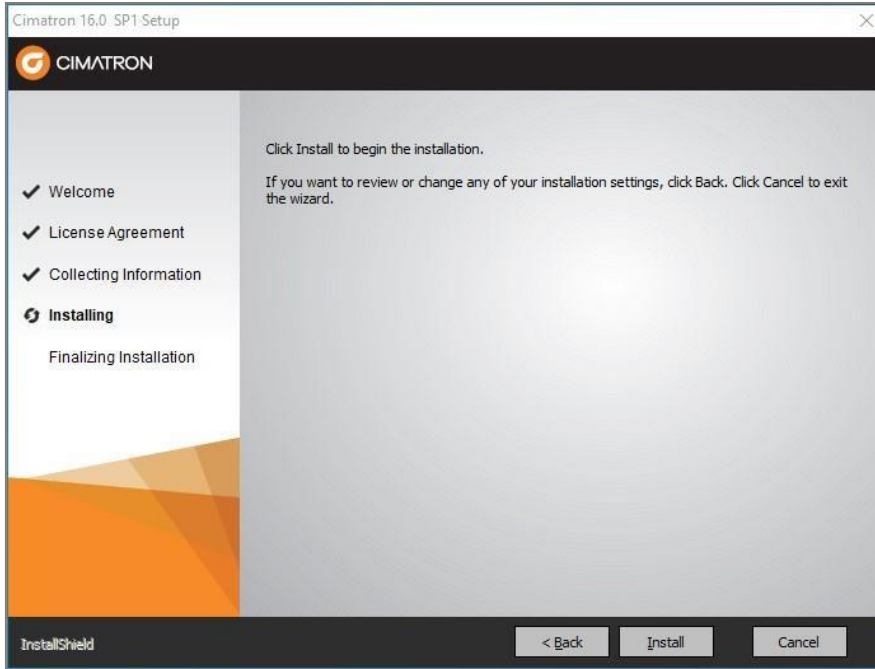 Cimatron 16.0 SP1 Setup
CIMATRON
Click Install to begin the installation.
If you want to review or change any of your installation settings, click Back. Click Cancel to exit
the wizard.
Welcome
License Agreement
Collecting Information
Installing
Finalizing Installation
InstallShield
< Back
Install
Cancel